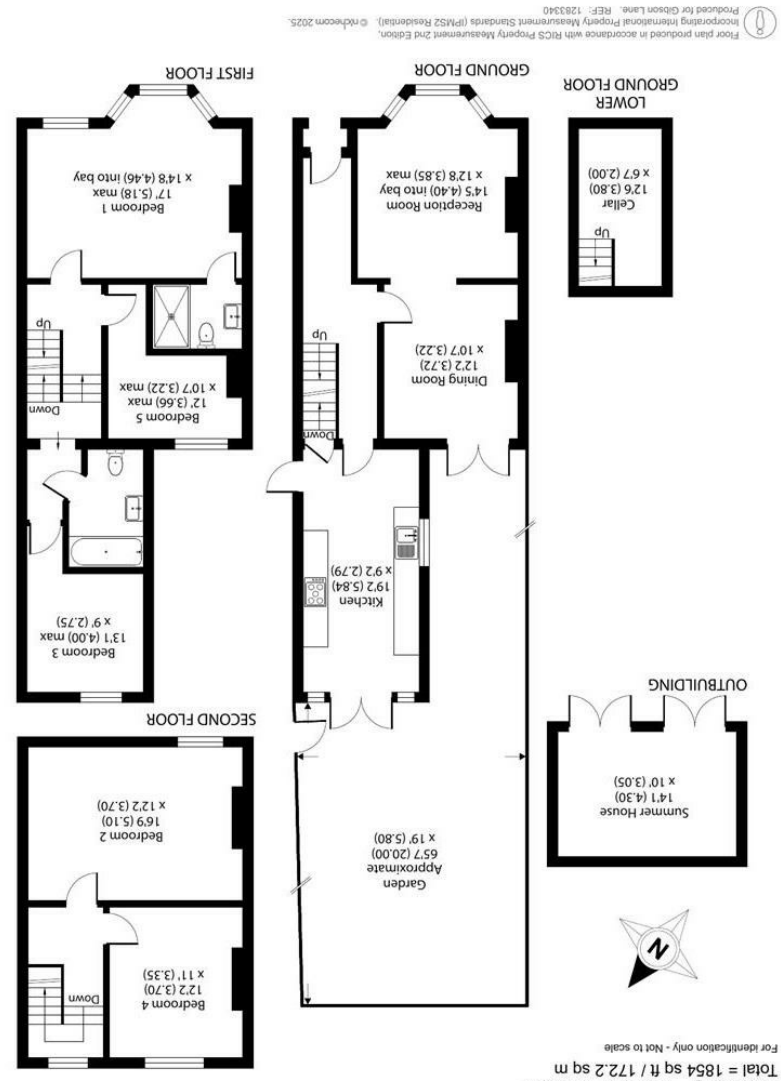 Total = 1854 sq ft / 172.2 sq m
For identification only - Not to scale
N
Summer House
14'1 (4.30)
x 10' (3.05)
OUTBUILDING
Garden
Approximate
65'7 (20.00)
x 19' (5.80)
Bedroom 4
12'2 (3.70)
x 11' (3.35)
Down
Bedroom 2
16'9 (5.10)
x 12'2 (3.70)
SECOND FLOOR
Kitchen
19'2 (5.84)
x 9'2 (2.79)
Down
Dining Room
12'2 (3.72)
x 10'7 (3.22)
Up
Reception Room
14'5 (4.40) into bay
x 12'8 (3.85) max
GROUND FLOOR
Bedroom 3
13'1 (4.00) max
x 9' (2.75)
Bedroom 5
12' (3.66) max
x 10'7 (3.22) max
Down
Up
Bedroom 1
17' (5.18) max
x 14'8 (4.46) into bay
FIRST FLOOR
Up
Cellar
12'6 (3.80)
x 6'7 (2.00)
LOWER
GROUND FLOOR
Floor plan produced in accordance with RICS Property Measurement 2nd Edition,
Incorporating International Property Measurement Standards (IPMS2 Residential). © nichecom 2025.
Produced for Gibson Lane. REF: 1283340